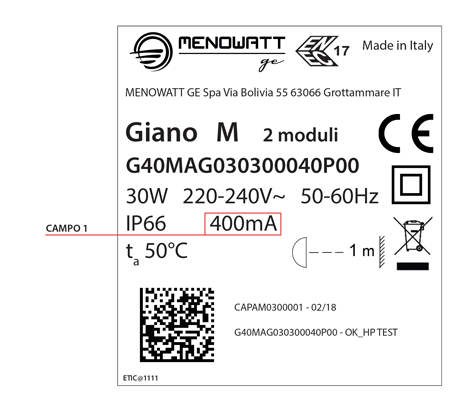 MENOWATT
ge
ENEC
17
Made in Italy
MENOWATT GE Spa Via Bolivia 55 63066 Grottammare IT
Giano M 2 moduli
CE
G40MAG030300040P00
30W 220-240V~ 50-60Hz
CAMPO 1
IP66 400mA
ta 50°C
1 m
CAPAM0300001 - 02/18
G40MAG030300040P00 - OK_HP TEST
ETIC@1111